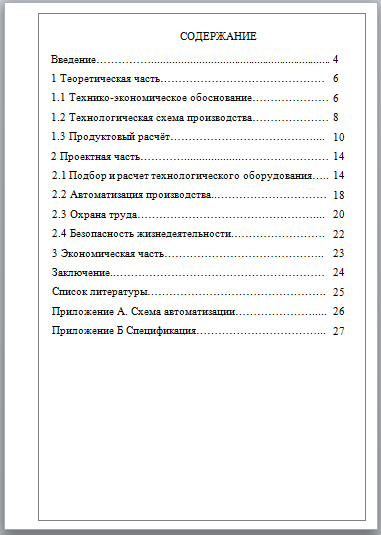 СОДЕРЖАНИЕ
Введение……………................................................................ 4
1 Теоретическая часть……………………………………… 6
1.1 Технико-экономическое обоснование………………… 6
1.2 Технологическая схема производства………………… 8
1.3 Продуктовый расчёт…………………………………... 10
2 Проектная часть………………………………………… 14
2.1 Подбор и расчет технологического оборудования….. 14
2.2 Автоматизация производства...……………………… 18
2.3 Охрана труда…………………………………………... 20
2.4 Безопасность жизнедеятельности…………………… 22
3 Экономическая часть…………………………………… 23
Заключение...……………………………………………… 24
Список литературы………………………………………. 25
Приложение А. Схема автоматизации…………………..... 26
Приложение Б Спецификация…………………………... 27